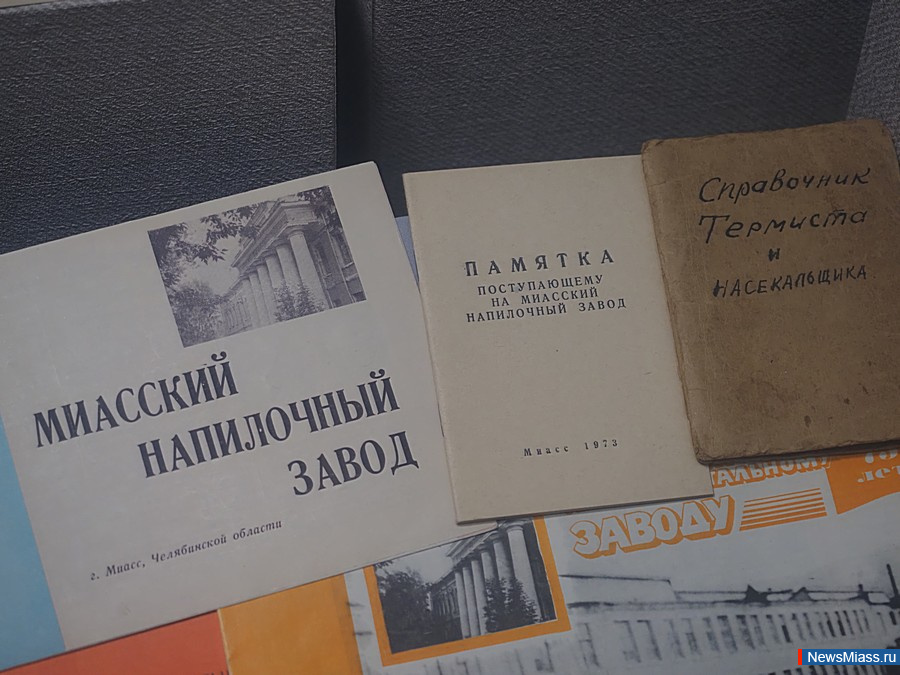 МИАССКИЙ
НАПИЛОЧНЫЙ
ЗАВОД
г. Миасс, Челябинской области
ПАМЯТКА
ПОСТУПАЮЩЕМУ
НА МИАССКИЙ
НАПИЛОЧНЫЙ ЗАВОД
Миасс 1973
Справочник
Термиста
и
НАСЕКАЛЬЩИКА
ЗАВОДУ
лет
NewsMiass.ru